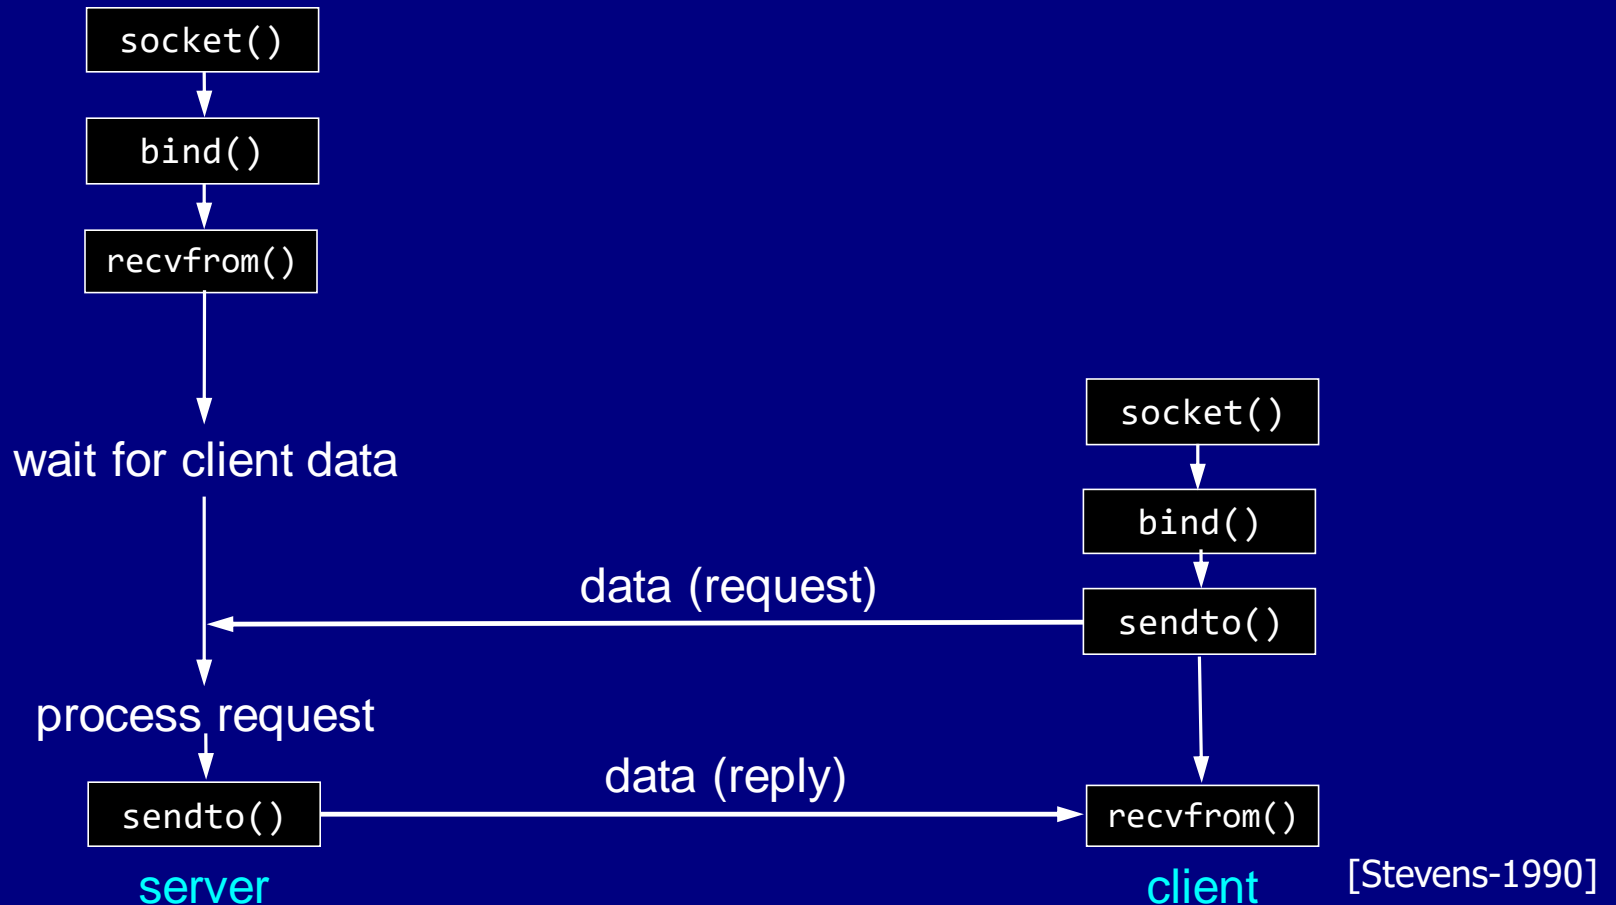 socket()
bind()
recvfrom()
wait for client data
process request
sendto()
server
data (request)
data (reply)
socket()
bind()
sendto()
recvfrom()
client
[Stevens-1990]